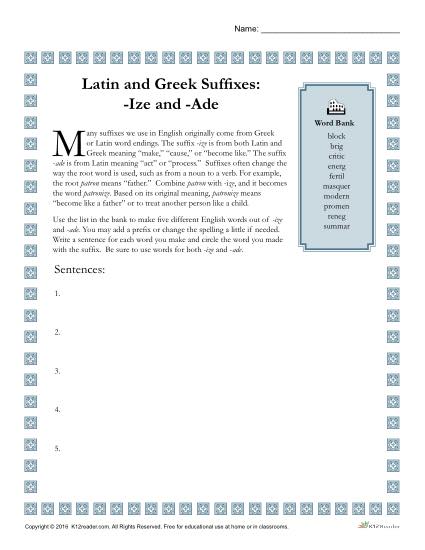 Name:
Latin and Greek Suffixes:
-Ize and -Ade
Many suffixes we use in English originally come from Greek
or Latin word endings. The suffix -ize is from both Latin and
Greek meaning “make,” “cause,” or “become like.” The suffix
-ade is from Latin meaning “act” or “process.” Suffixes often change the
way the root word is used, such as from a noun to a verb. For example,
the root patron means “father.” Combine patron with -ize, and it becomes
the word patronize. Based on its original meaning, patronize means
“become like a father” or to treat another person like a child.
Use the list in the bank to make five different English words out of -ize
and -ade. You may add a prefix or change the spelling a little if needed.
Write a sentence for each word you make and circle the word you made
with the suffix. Be sure to use words for both -ize and -ade.
Word Bank
block
brig
critic
energ
fertil
masquer
modern
promen
reneg
summar
Sentences:
1.
2.
3.
4.
5.
Copyright © 2016 K12reader.com. All Rights Reserved. Free for educational use at home or in classrooms.
K12Reader